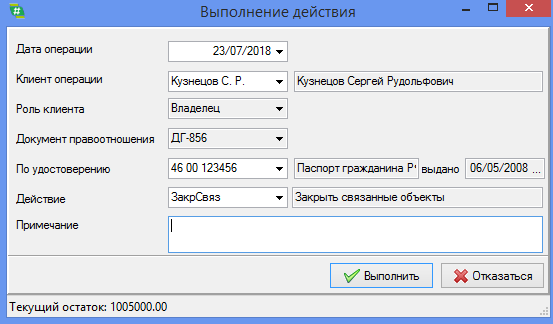 Выполнение действия
Дата операции 23/07/2018
Клиент операции Кузнецов С. Р. Кузнецов Сергей Рудольфович
Роль клиента Владелец
Документ правоотношения ДГ-856
По удостоверению 46 00 123456 Паспорт гражданина Р выдано 06/05/2008 ...
Действие ЗакрСвяз Закрыть связанные объекты
Примечание
Выполнить Отказаться
Текущий остаток: 1005000.00